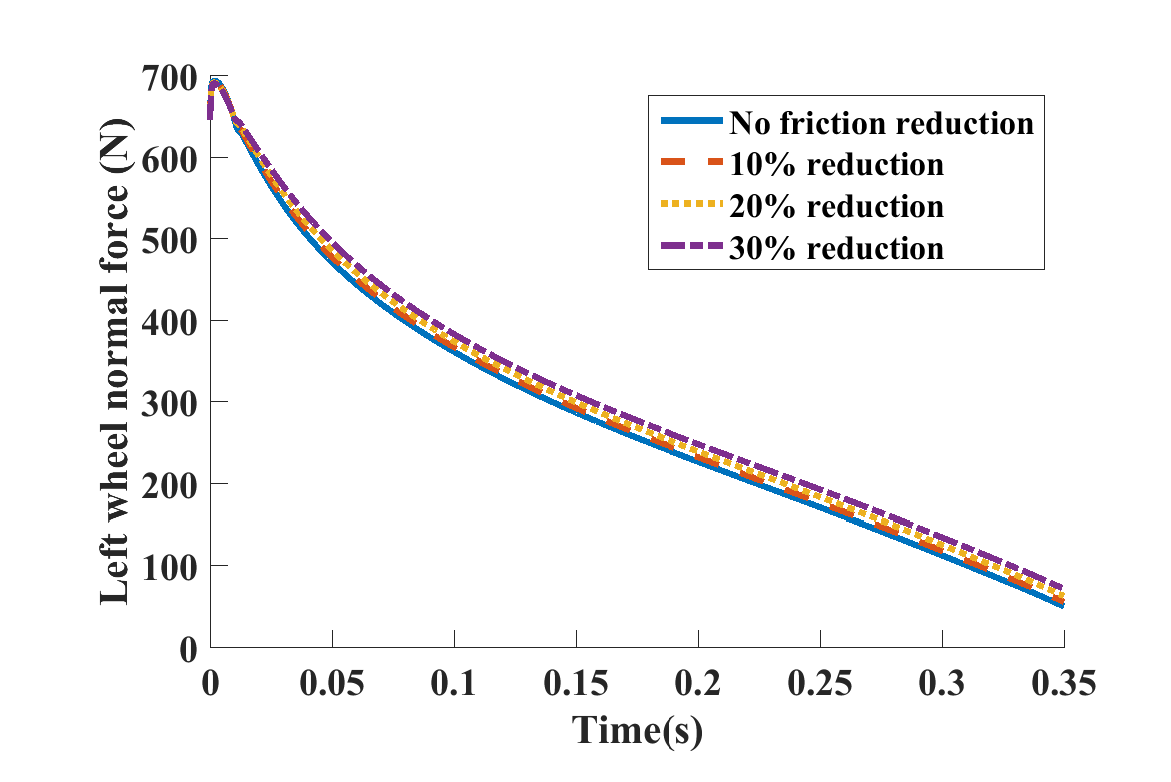 Left wheel normal force (N)
700
600
500
400
300
200
100
0
No friction reduction
10% reduction
20% reduction
30% reduction
0 0.05 0.1 0.15 0.2 0.25 0.3 0.35
Time(s)